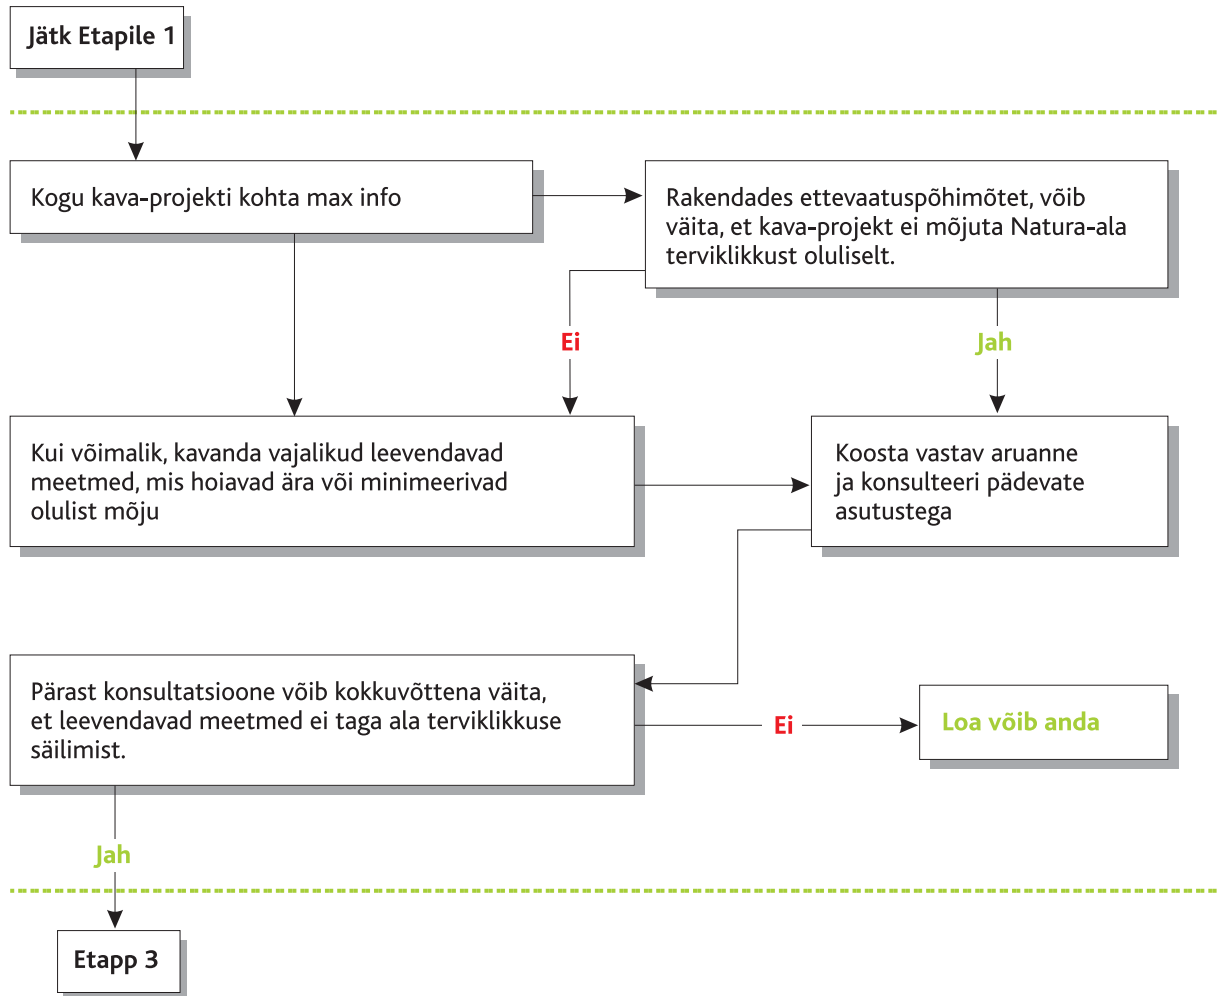 Jätk Etapile 1
Kogu kava-projekti kohta max info
Rakendades ettevaatuspõhimõtet, võib
väita, et kava-projekt ei mõjuta Natura-ala
terviklikkust oluliselt.
Ei
Jah
Kui võimalik, kavanda vajalikud leevendavad
meetmed, mis hoiavad ära või minimeerivad
olulist mõju
Koosta vastav aruanne
ja konsulteeri pädevate
asutustega
Pärast konsultatsioone võib kokkuvõttena väita,
et leevendavad meetmed ei taga ala terviklikkuse
säilimist.
Ei
Loa võib anda
Jah
Etapp 3